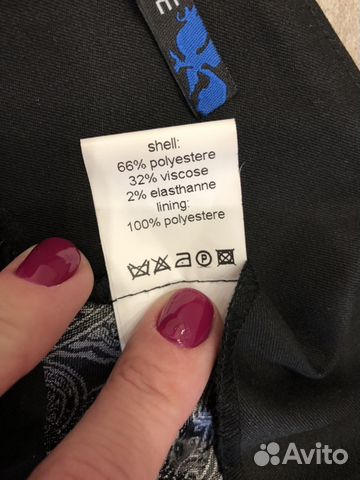 E
shell:
66% polyestere
32% viscose
2% elasthanne
lining:
100% polyestere
P
Avito